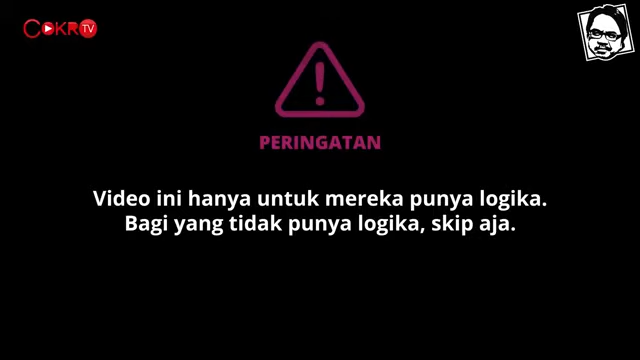 COKRO TV
PERINGATAN
Video ini hanya untuk mereka punya logika.
Bagi yang tidak punya logika, skip aja.